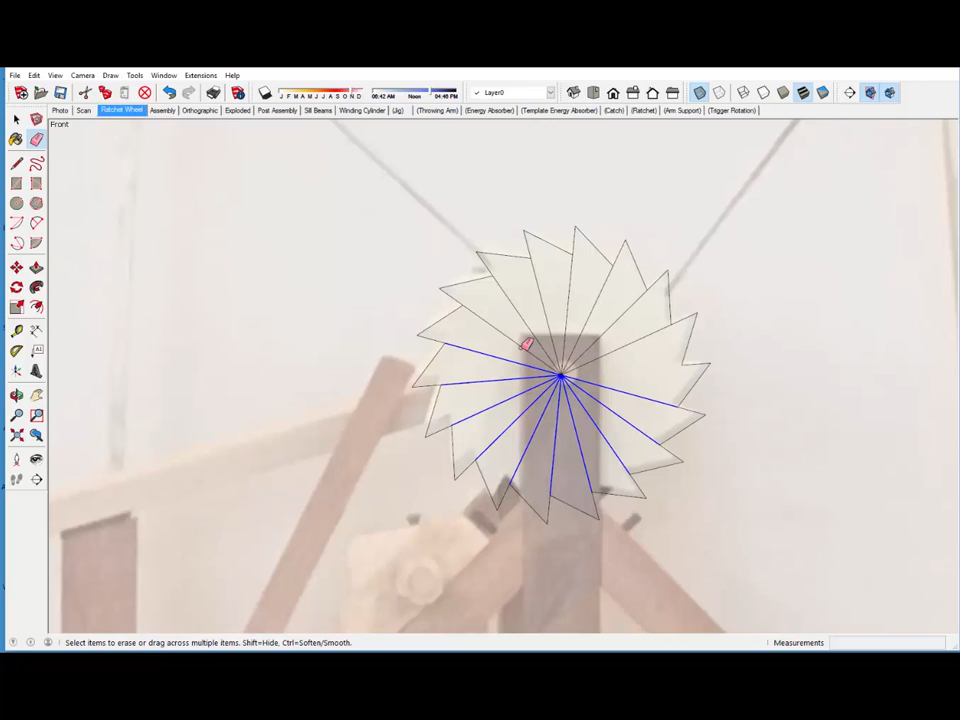 File Edit View Camera Draw Tools Window Extensions Help
J F M A M J J A S O N D 06:42 AM Noon 04:48 PM Layer0
Photo Scan Ratchet Wheel Assembly Orthographic Exploded Post Assembly Sill Beams Winding Cylinder (Jig) (Throwing Arm) (Energy Absorber) (Template Energy Absorber) (Catch) (Ratchet) (Arm Support) (Trigger Rotation)
Front
Select items to erase or drag across multiple items. Shift=Hide, Ctrl=Soften/Smooth. Measurements